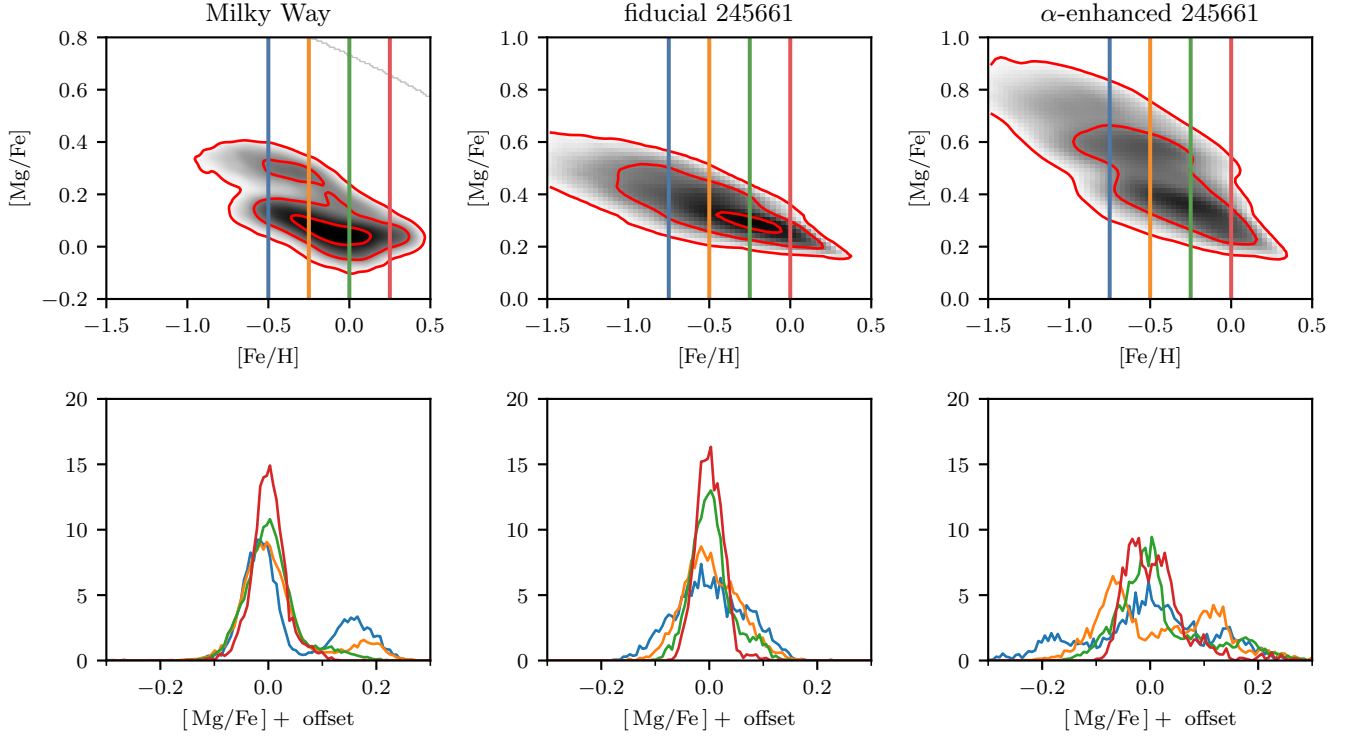 Milky Way
fiducial 245661
α-enhanced 245661
0.8
0.6
0.4
0.2
0.0
−0.2
[Mg/Fe]
−1.5 −1.0 −0.5 0.0 0.5
[Fe/H]
1.0
0.8
0.6
0.4
0.2
0.0
[Mg/Fe]
−1.5 −1.0 −0.5 0.0 0.5
[Fe/H]
1.0
0.8
0.6
0.4
0.2
0.0
[Mg/Fe]
−1.5 −1.0 −0.5 0.0 0.5
[Fe/H]
20
15
10
5
0
−0.2 0.0 0.2
[Mg/Fe] + offset
20
15
10
5
0
−0.2 0.0 0.2
[Mg/Fe] + offset
20
15
10
5
0
−0.2 0.0 0.2
[Mg/Fe] + offset